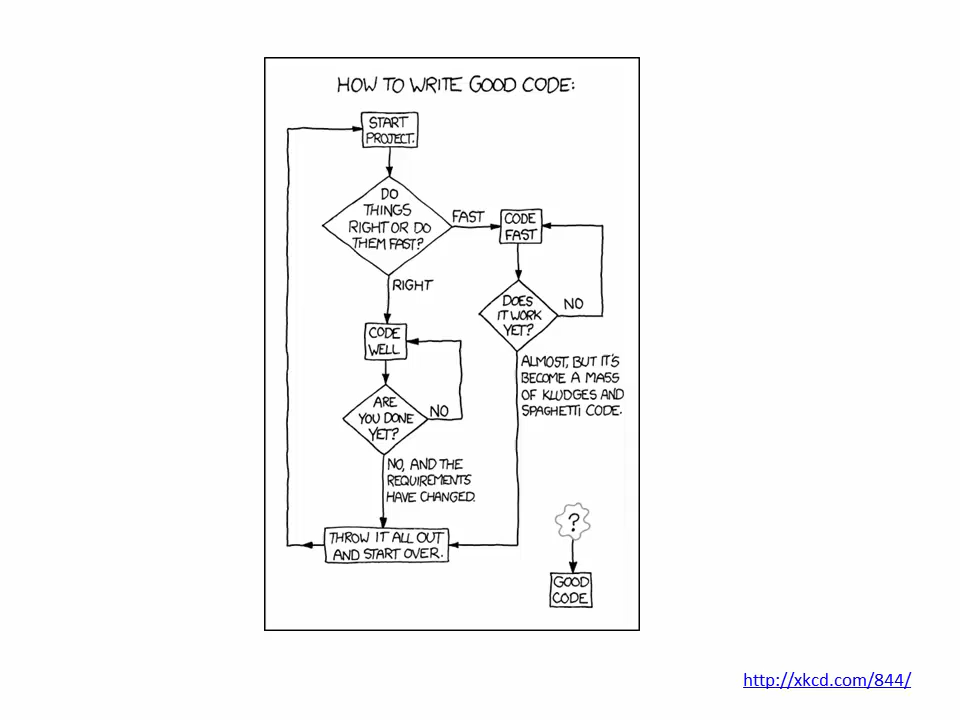 HOW TO WRITE GOOD CODE:
START
PROJECT.
DO
THINGS
RIGHT OR DO
THEM FAST?
FAST
CODE
FAST
RIGHT
DOES
IT WORK
YET?
NO
CODE
WELL
ALMOST, BUT IT'S
BECOME A MASS
OF KLUDGES AND
SPAGHETTI CODE.
ARE
YOU DONE
YET?
NO
NO, AND THE
REQUIREMENTS
HAVE CHANGED.
THROW IT ALL OUT
AND START OVER.
?
GOOD
CODE
http://xkcd.com/844/